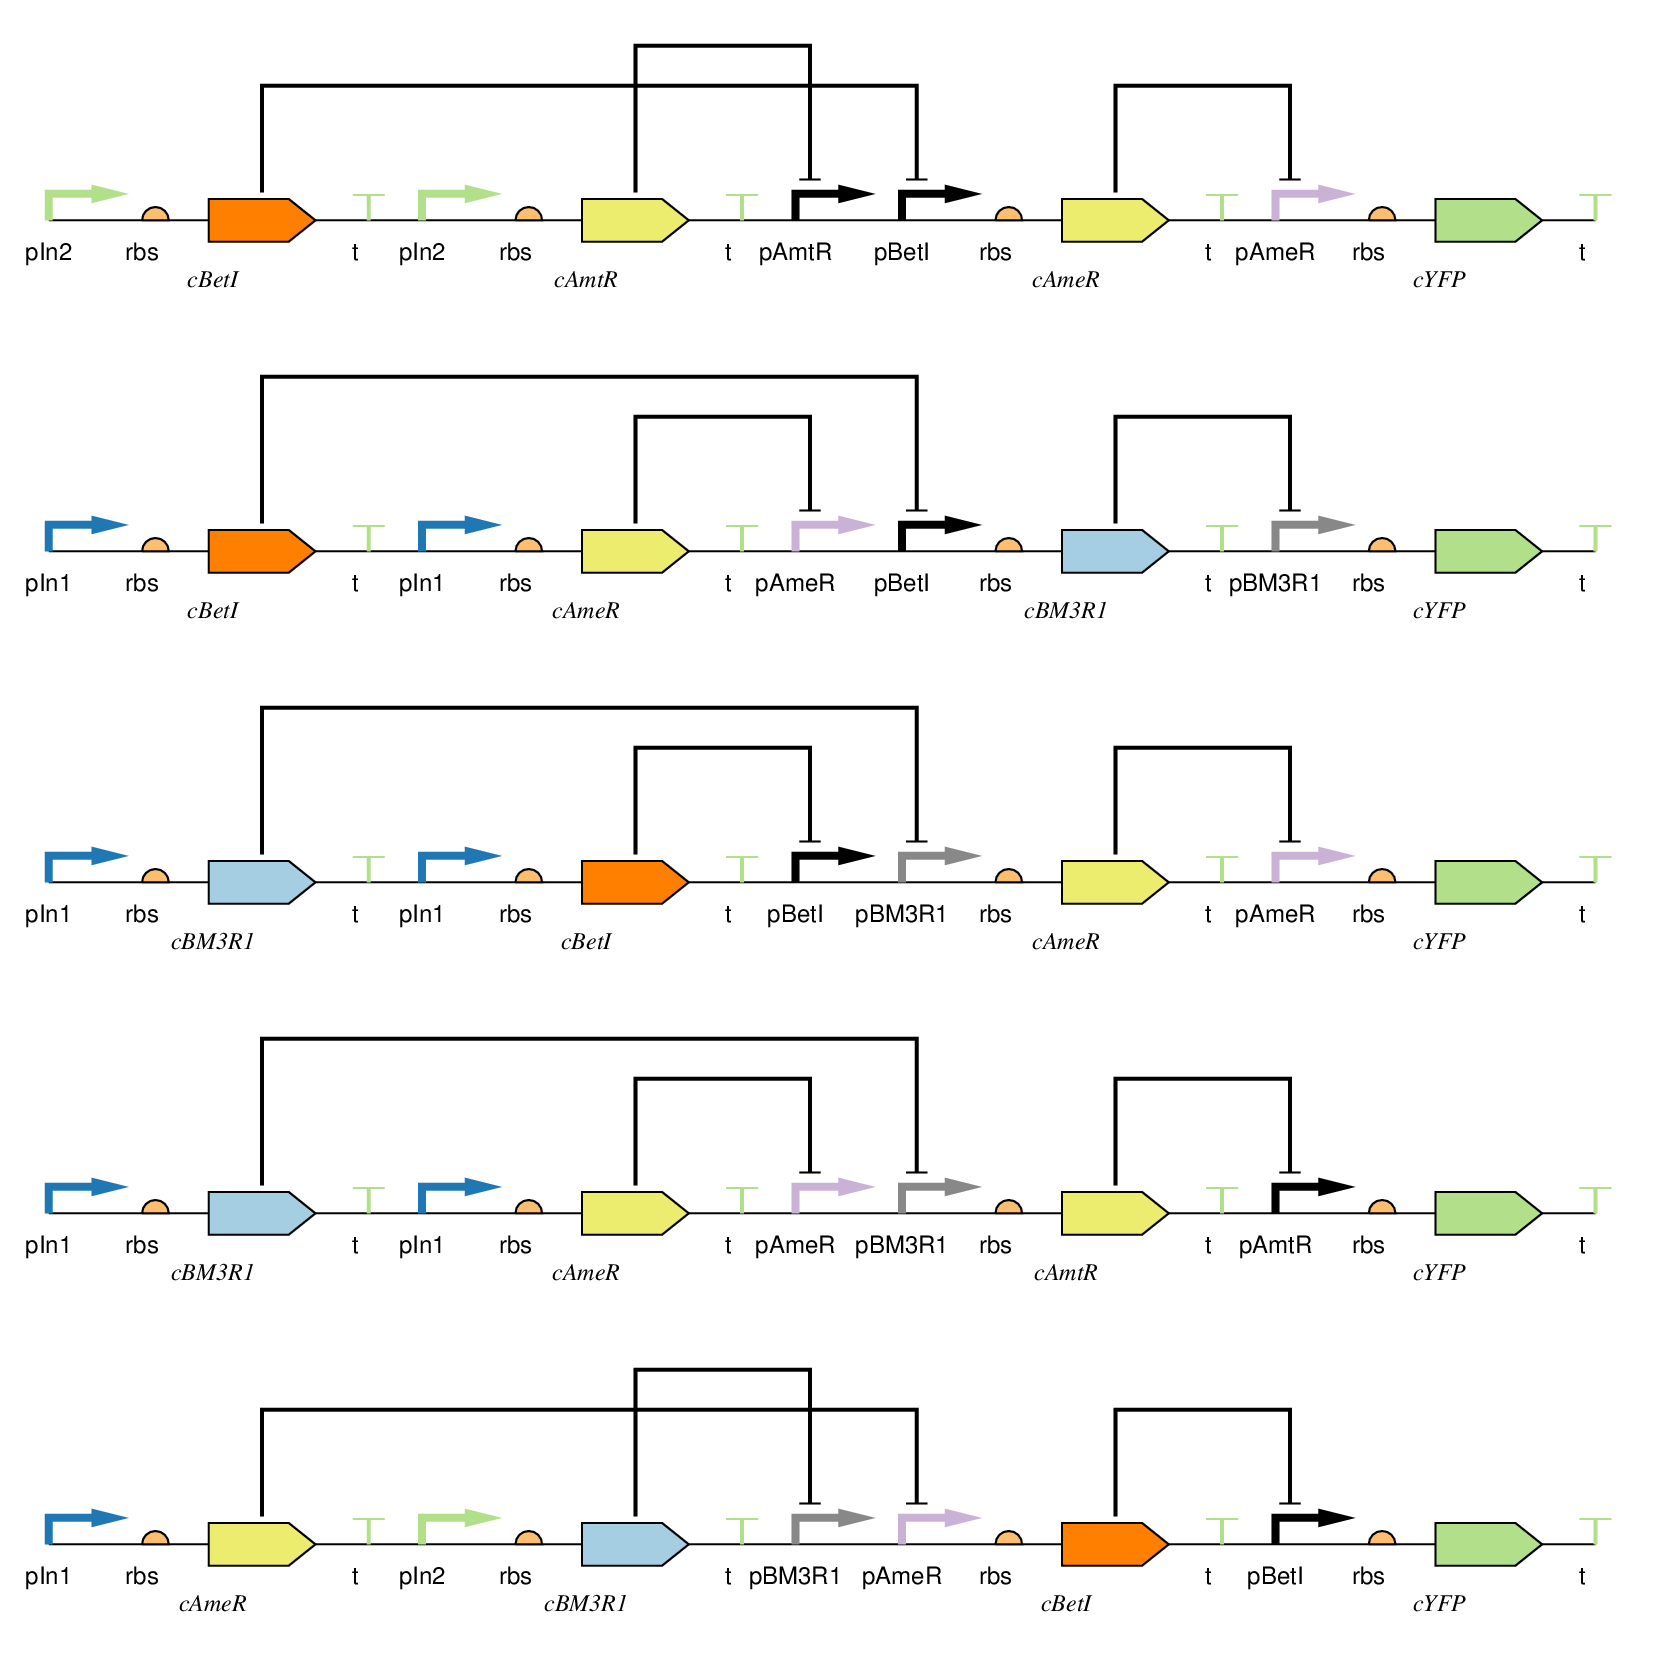 pIn2 rbs t pIn2 rbs t pAmtR pBetI rbs t pAmeR rbs t
cBetI cAmtR cAmeR cYFP
pIn1 rbs t pIn1 rbs t pAmeR pBetI rbs t pBM3R1 rbs t
cBetI cAmeR cBM3R1 cYFP
pIn1 rbs t pIn1 rbs t pBetI pBM3R1 rbs t pAmeR rbs t
cBM3R1 cBetI cAmeR cYFP
pIn1 rbs t pIn1 rbs t pAmeR pBM3R1 rbs t pAmtR rbs t
cBM3R1 cAmeR cAmtR cYFP
pIn1 rbs t pIn2 rbs t pBM3R1 pAmeR rbs t pBetI rbs t
cAmeR cBM3R1 cBetI cYFP